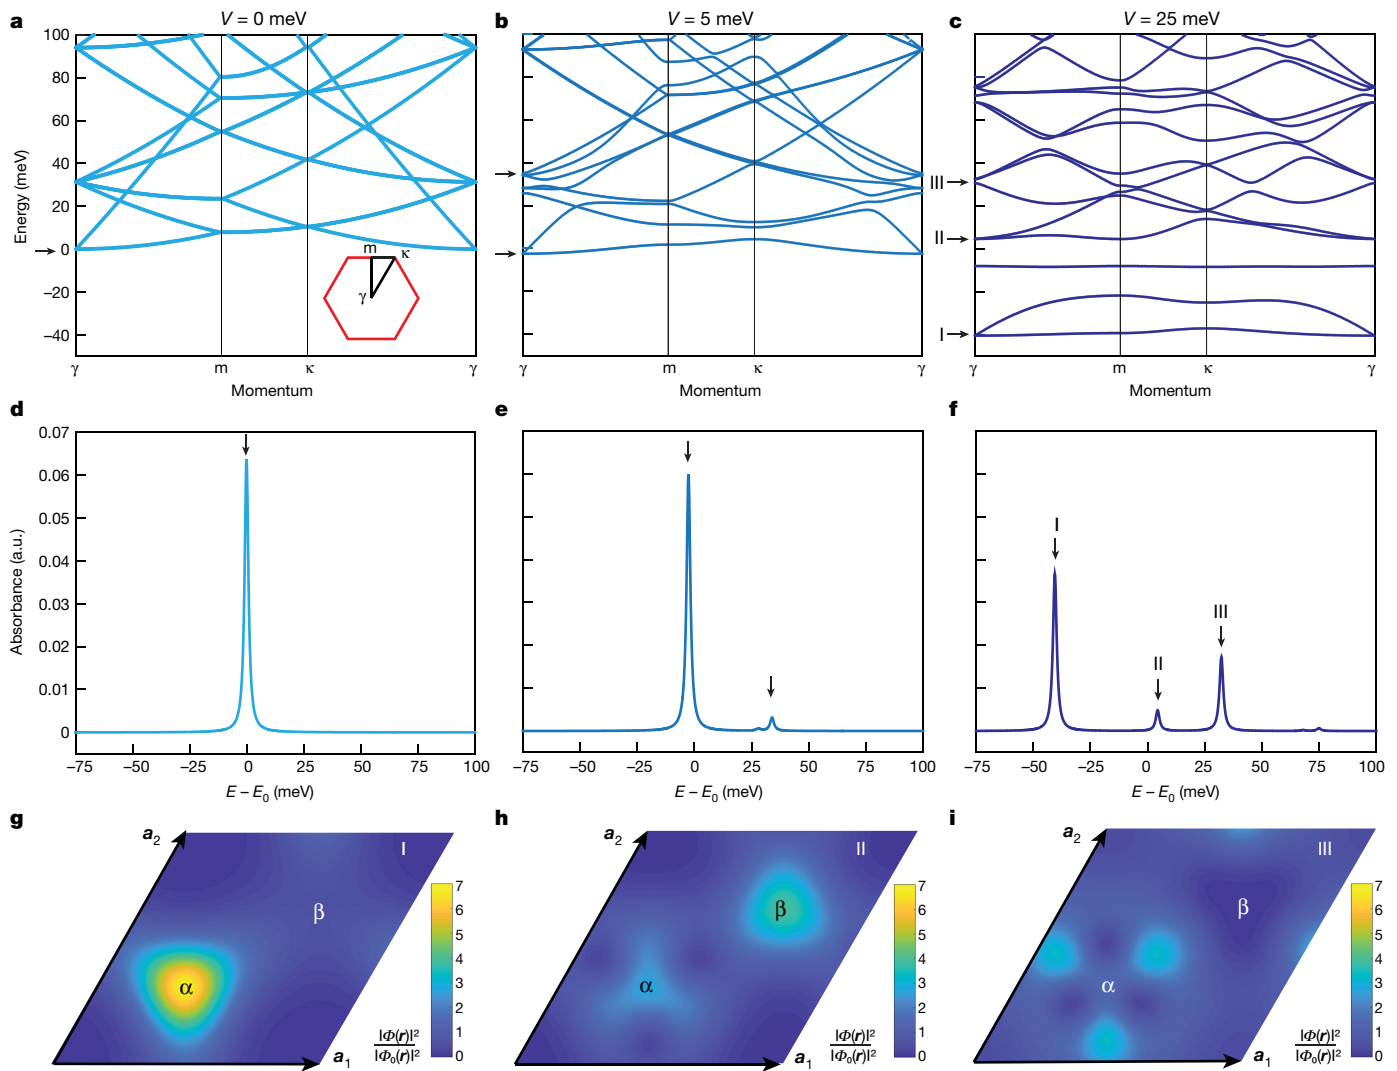 a
V = 0 meV
b
V = 5 meV
c
V = 25 meV
100
80
60
40
20
0
−20
−40
Energy (meV)
m
κ
γ
III
II
I
γ
m
κ
γ
γ
m
κ
γ
γ
m
κ
γ
Momentum
Momentum
Momentum
d
e
f
0.07
0.06
0.05
0.04
0.03
0.02
0.01
0
Absorbance (a.u.)
I
II
III
−75
−50
−25
0
25
50
75
100
−75
−50
−25
0
25
50
75
100
−75
−50
−25
0
25
50
75
100
E − E0 (meV)
E − E0 (meV)
E − E0 (meV)
g
a2
I
β
α
7
6
5
4
3
2
1
0
|Φ(r)|²
|Φ0(r)|²
a1
h
a2
II
β
α
7
6
5
4
3
2
1
0
|Φ(r)|²
|Φ0(r)|²
a1
i
a2
III
β
α
7
6
5
4
3
2
1
0
|Φ(r)|²
|Φ0(r)|²
a1